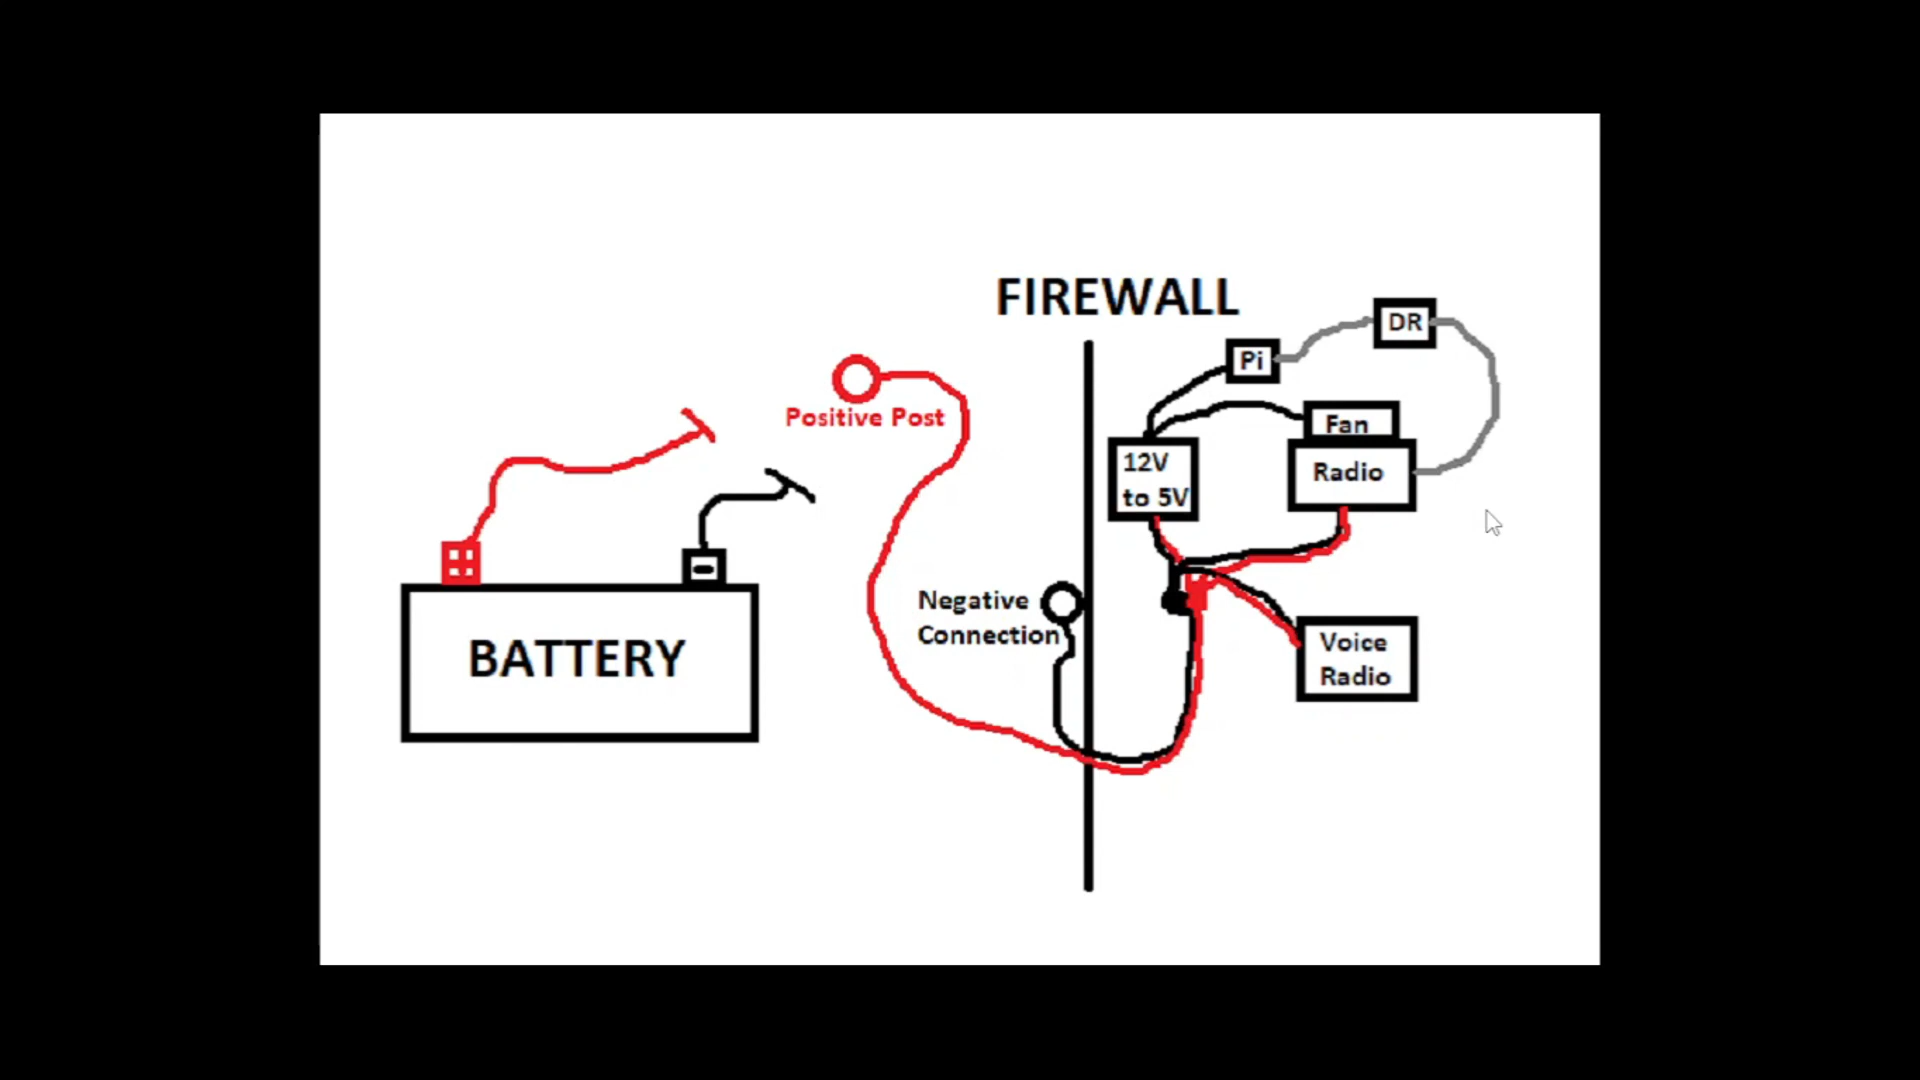 FIREWALL
DR
Pi
Positive Post
Fan
12V
to 5V
Radio
Negative
Connection
BATTERY
Voice
Radio